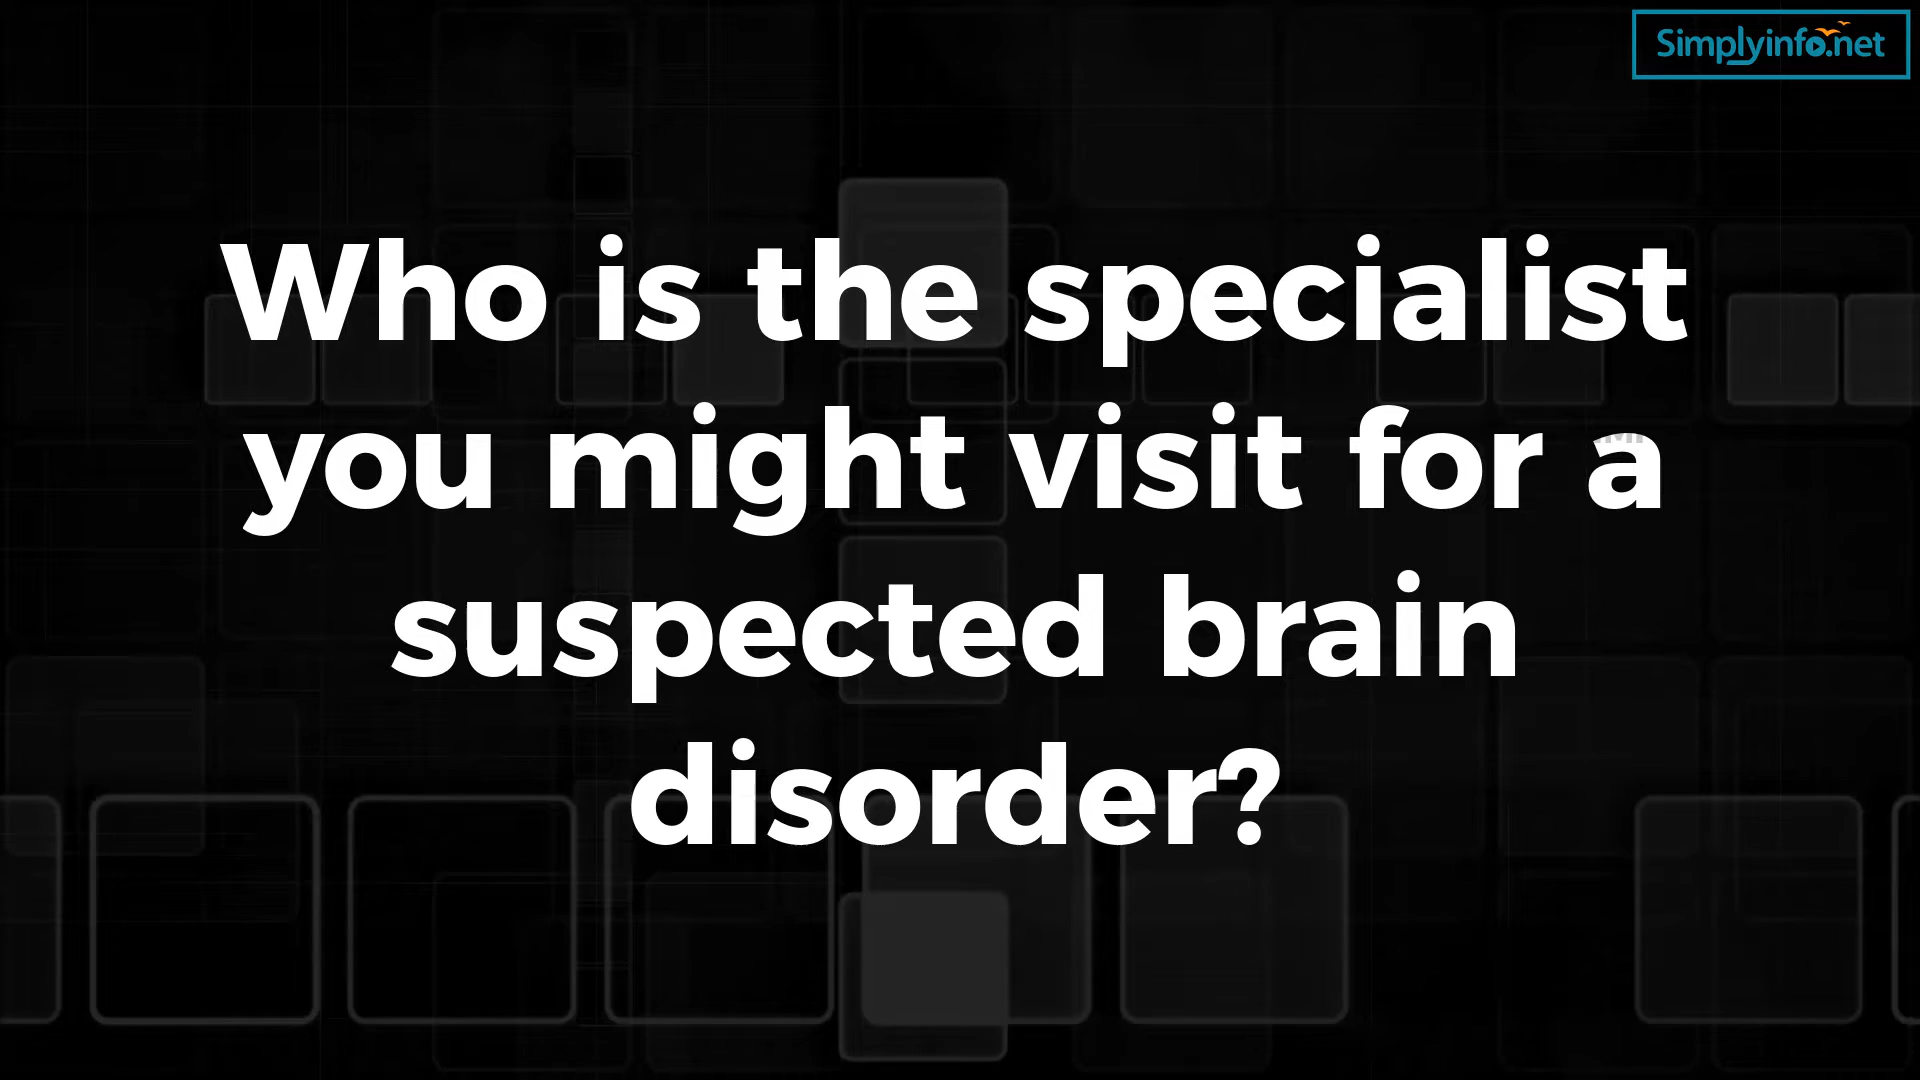 Simplyinfo.net
Who is the specialist
you might visit for a
suspected brain
disorder?